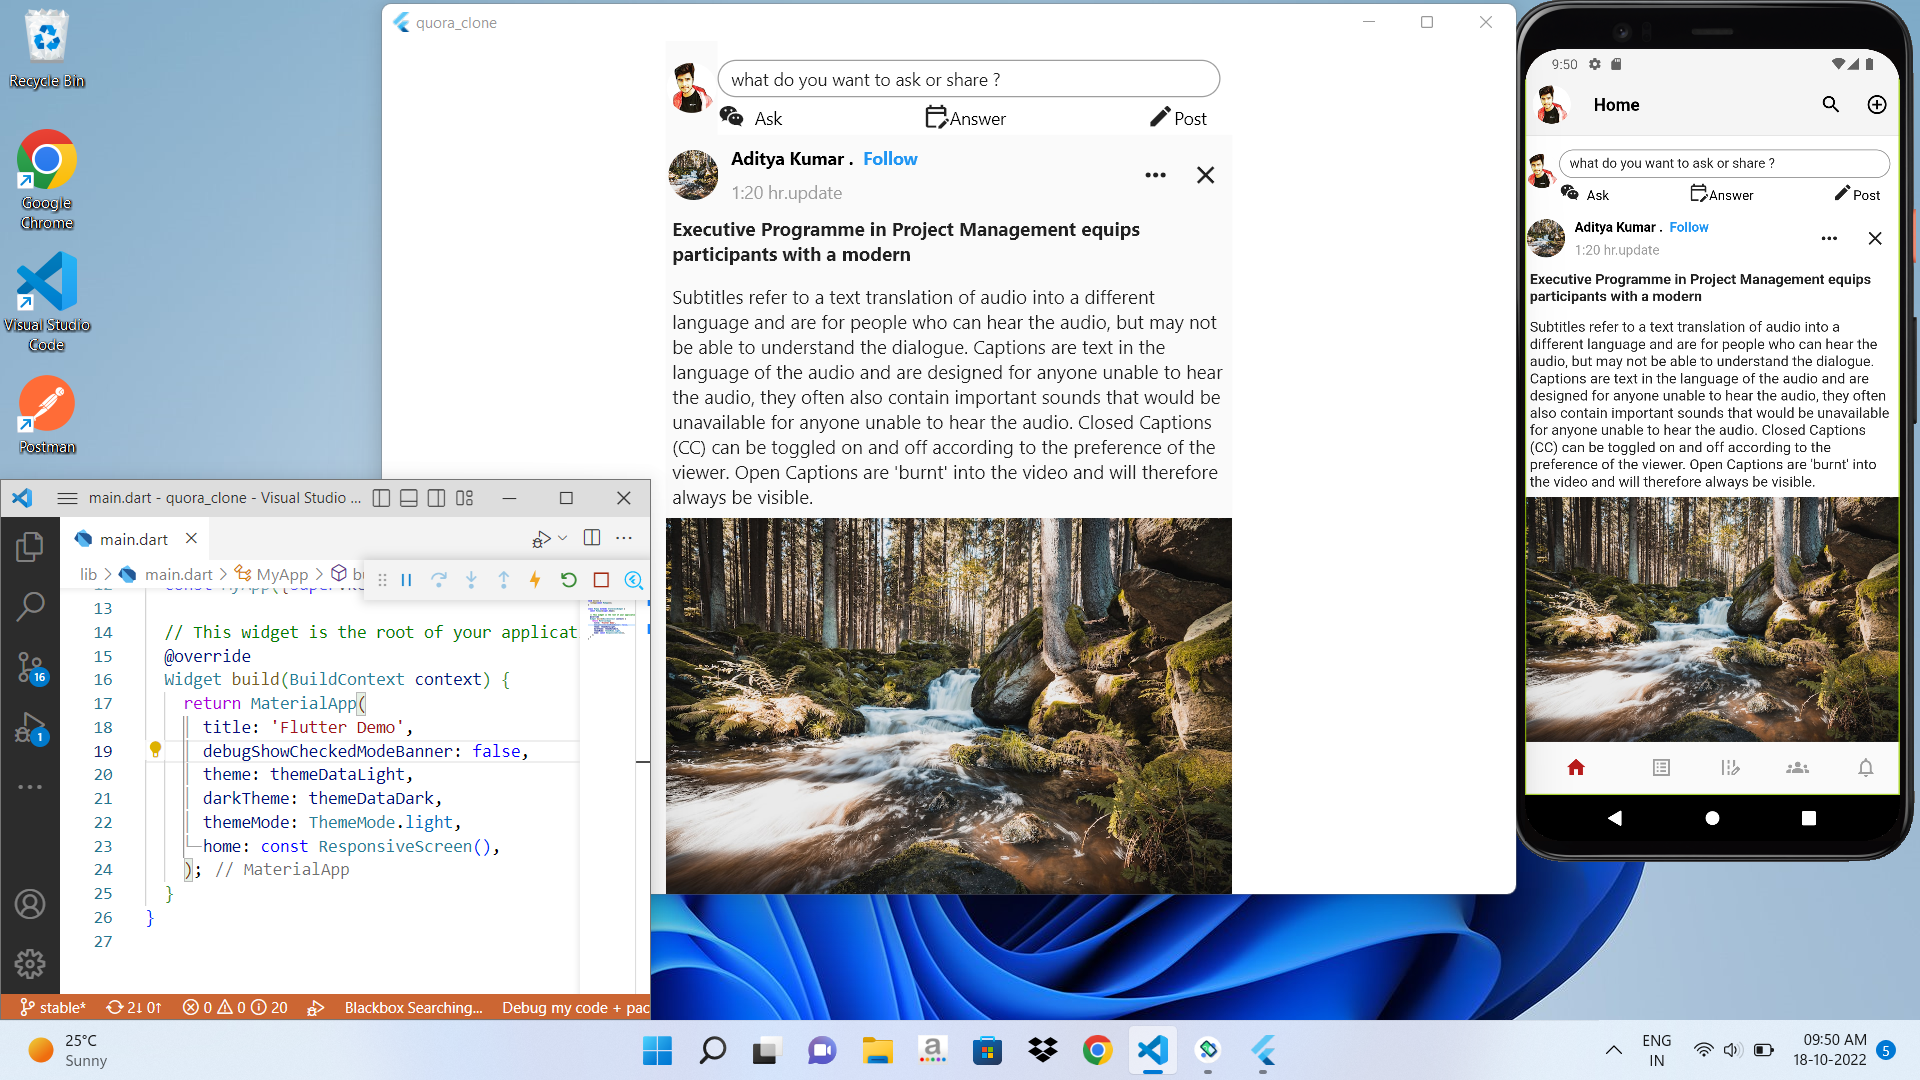 Recycle Bin
Google
Chrome
Visual Studio
Code
Postman
quora_clone
what do you want to ask or share ?
Ask
Answer
Post
Aditya Kumar . Follow
1:20 hr.update
Executive Programme in Project Management equips
participants with a modern
Subtitles refer to a text translation of audio into a different
language and are for people who can hear the audio, but may not
be able to understand the dialogue. Captions are text in the
language of the audio and are designed for anyone unable to hear
the audio, they often also contain important sounds that would be
unavailable for anyone unable to hear the audio. Closed Captions
(CC) can be toggled on and off according to the preference of the
viewer. Open Captions are 'burnt' into the video and will therefore
always be visible.
9:50
Home
what do you want to ask or share ?
Ask
Answer
Post
Aditya Kumar . Follow
1:20 hr.update
Executive Programme in Project Management equips
participants with a modern
Subtitles refer to a text translation of audio into a
different language and are for people who can hear the
audio, but may not be able to understand the dialogue.
Captions are text in the language of the audio and are
designed for anyone unable to hear the audio, they often
also contain important sounds that would be unavailable
for anyone unable to hear the audio. Closed Captions
(CC) can be toggled on and off according to the
preference of the viewer. Open Captions are 'burnt' into
the video and will therefore always be visible.
main.dart - quora_clone - Visual Studio ...
main.dart
lib > main.dart > MyApp >
16
1
13
14 // This widget is the root of your applicat
15 @override
16 Widget build(BuildContext context) {
17 return MaterialApp(
18 title: 'Flutter Demo',
19 debugShowCheckedModeBanner: false,
20 theme: themeDataLight,
21 darkTheme: themeDataDark,
22 themeMode: ThemeMode.light,
23 home: const ResponsiveScreen(),
24 ); // MaterialApp
25 }
26 }
27
stable* 2↓ 0↑ 0 0 20 Blackbox Searching... Debug my code + pac
25°C
Sunny
ENG
IN
09:50 AM
18-10-2022
5